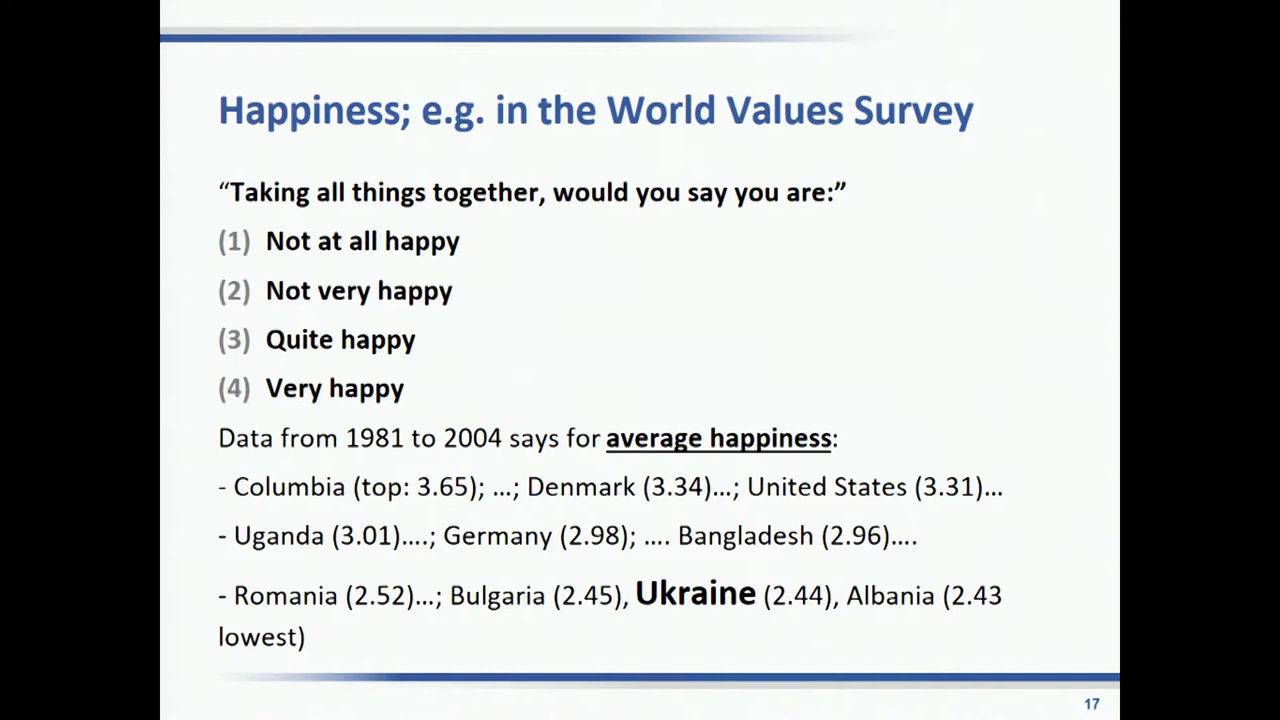 Happiness; e.g. in the World Values Survey
“Taking all things together, would you say you are:”
(1) Not at all happy
(2) Not very happy
(3) Quite happy
(4) Very happy
Data from 1981 to 2004 says for average happiness:
- Columbia (top: 3.65); …; Denmark (3.34)…; United States (3.31)…
- Uganda (3.01)….; Germany (2.98); …. Bangladesh (2.96)….
- Romania (2.52)…; Bulgaria (2.45), Ukraine (2.44), Albania (2.43
lowest)
17